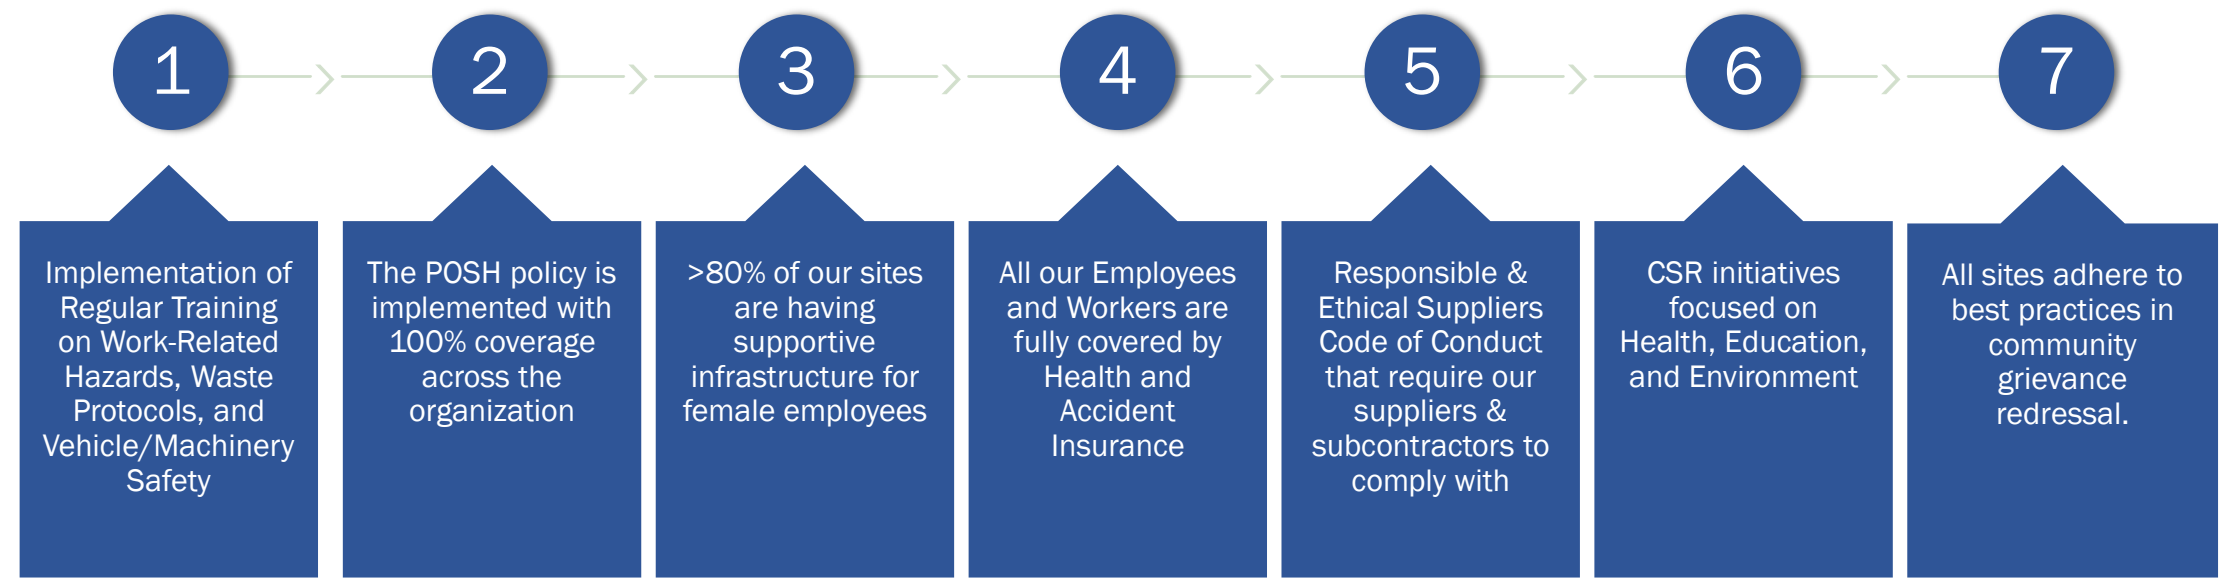 1
Implementation of
Regular Training
on Work-Related
Hazards, Waste
Protocols, and
Vehicle/Machinery
Safety
2
The POSH policy is
implemented with
100% coverage
across the
organization
3
>80% of our sites
are having
supportive
infrastructure for
female employees
4
All our Employees
and Workers are
fully covered by
Health and
Accident
Insurance
5
Responsible &
Ethical Suppliers
Code of Conduct
that require our
suppliers &
subcontractors to
comply with
6
CSR initiatives
focused on
Health, Education,
and Environment
7
All sites adhere to
best practices in
community
grievance
redressal.